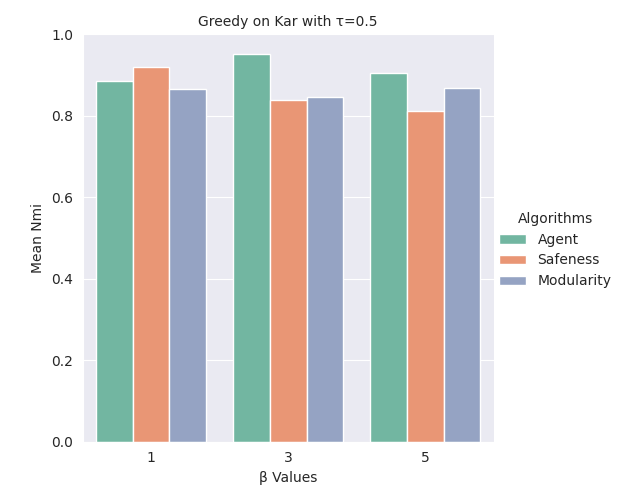 Greedy on Kar with τ=0.5
1.0
0.8
0.6
0.4
0.2
0.0
Mean Nmi
1 3 5
β Values
Algorithms
Agent
Safeness
Modularity